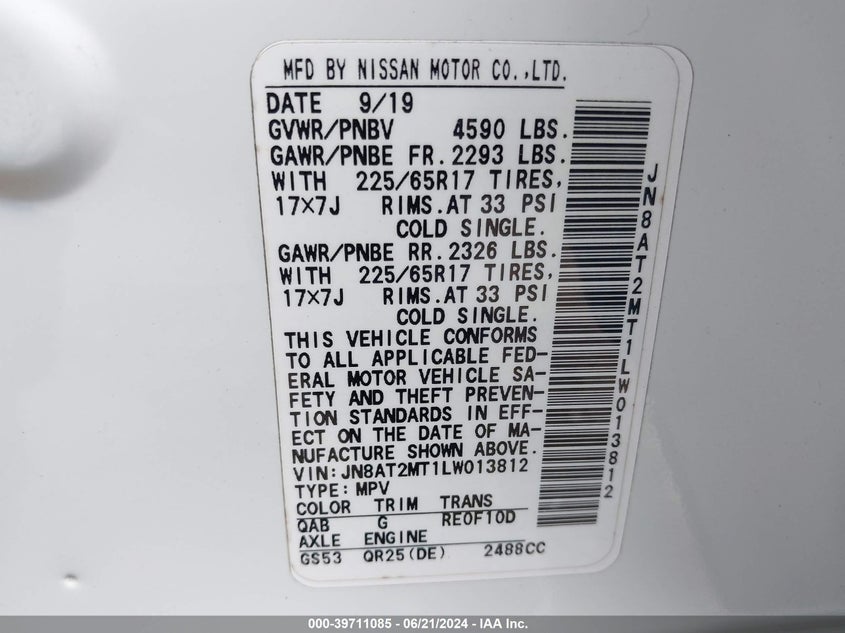 MFD BY NISSAN MOTOR CO.,LTD.
DATE 9/19
GVWR/PNBV 4590 LBS.
GAWR/PNBE FR. 2293 LBS.
WITH 225/65R17 TIRES,
17×7J RIMS. AT 33 PSI
COLD SINGLE.
GAWR/PNBE RR. 2326 LBS.
WITH 225/65R17 TIRES,
17×7J RIMS. AT 33 PSI
COLD SINGLE.
THIS VEHICLE CONFORMS
TO ALL APPLICABLE FED-
ERAL MOTOR VEHICLE SA-
FETY AND THEFT PREVEN-
TION STANDARDS IN EFF-
ECT ON THE DATE OF MA-
NUFACTURE SHOWN ABOVE.
VIN:JN8AT2MT1LW013812
TYPE:MPV
COLOR TRIM TRANS
QAB G RE0F10D
AXLE ENGINE
GS53 QR25(DE) 2488CC
JN8AT2MT1LW013812
000-39711085 - 06/21/2024 - IAA Inc.